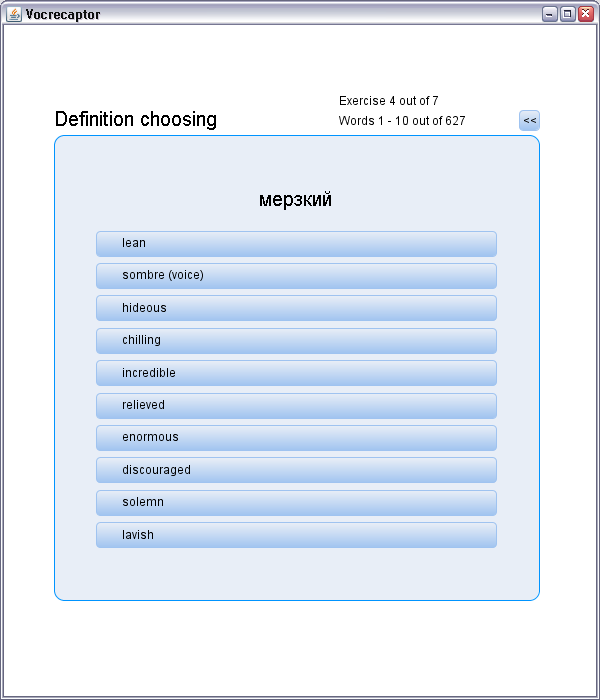 Vocrecaptor
Exercise 4 out of 7
Definition choosing
Words 1 - 10 out of 627
<<
мерзкий
lean
sombre (voice)
hideous
chilling
incredible
relieved
enormous
discouraged
solemn
lavish